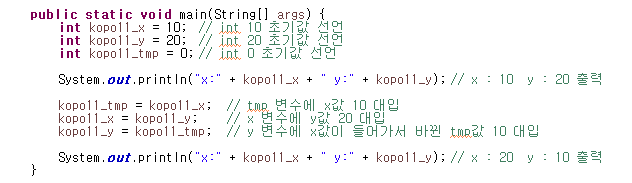 public static void main(String[] args) {
int kopo11_x = 10; // int 10 초기값 선언
int kopo11_y = 20; // int 20 초기값 선언
int kopo11_tmp = 0; // int 0 초기값 선언
System.out.println("x:" + kopo11_x + " y:" + kopo11_y); // x : 10 y : 20 출력
kopo11_tmp = kopo11_x; // tmp 변수에 x값 10 대입
kopo11_x = kopo11_y; // x 변수에 y값 20 대입
kopo11_y = kopo11_tmp; // y 변수에 x값이 들어가서 바뀐 tmp값 10 대입
System.out.println("x:" + kopo11_x + " y:" + kopo11_y); // x : 20 y : 10 출력
}